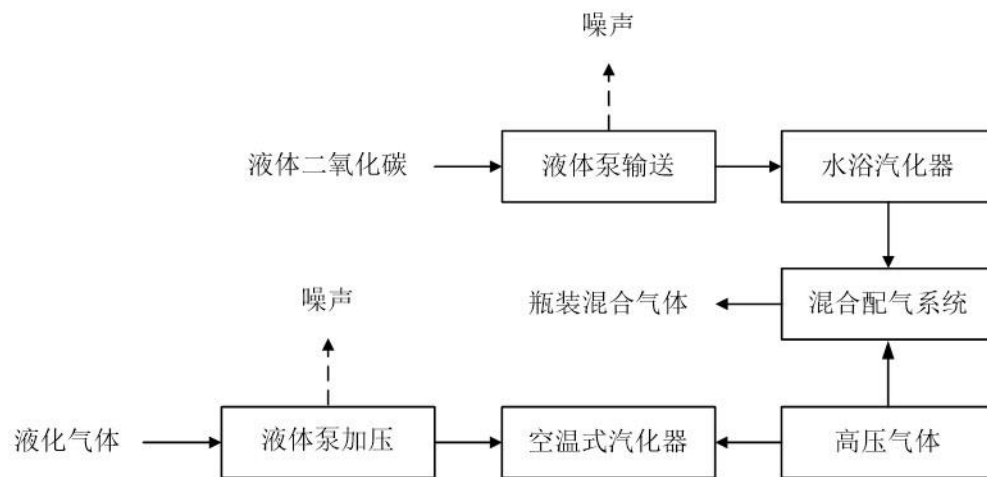 噪声
液体二氧化碳
液体泵输送
水浴汽化器
噪声
瓶装混合气体
混合配气系统
液化气体
液体泵加压
空温式汽化器
高压气体